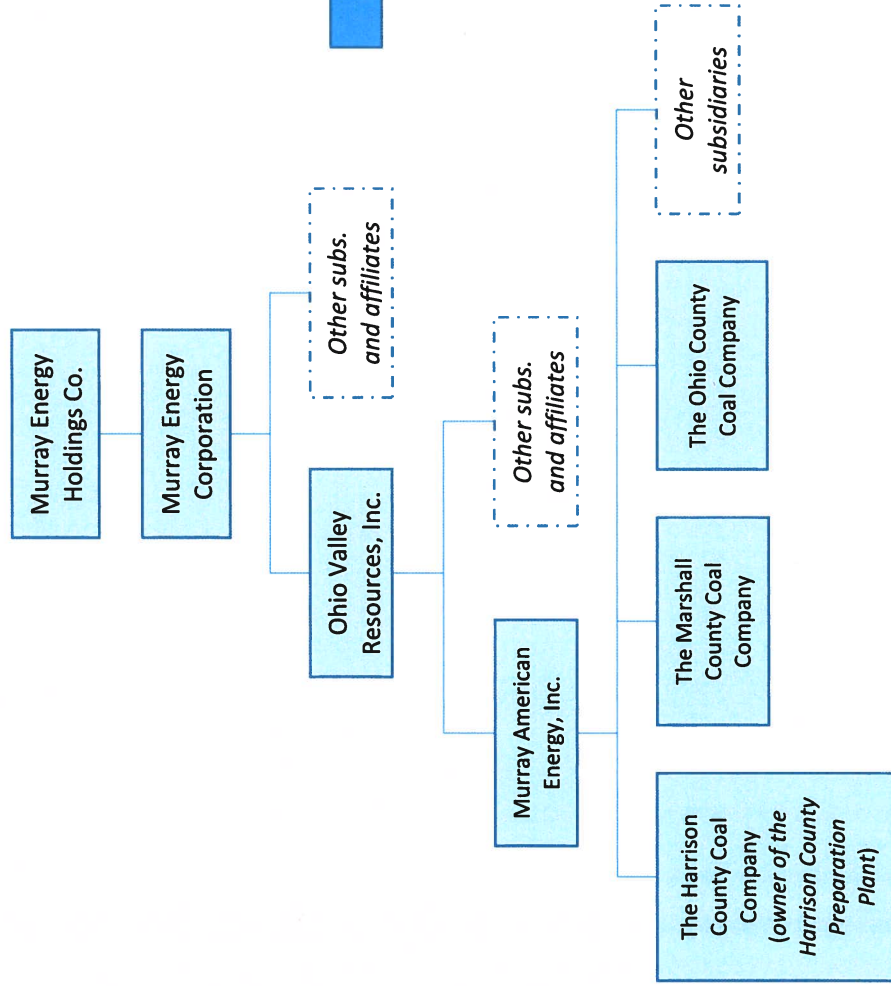 Murray Energy
Holdings Co.
Murray Energy
Corporation
Ohio Valley
Resources, Inc.
Other subs.
and affiliates
Murray American
Energy, Inc.
Other subs.
and affiliates
The Harrison
County Coal
Company
(owner of the
Harrison County
Preparation
Plant)
The Marshall
County Coal
Company
The Ohio County
Coal Company
Other
subsidiaries